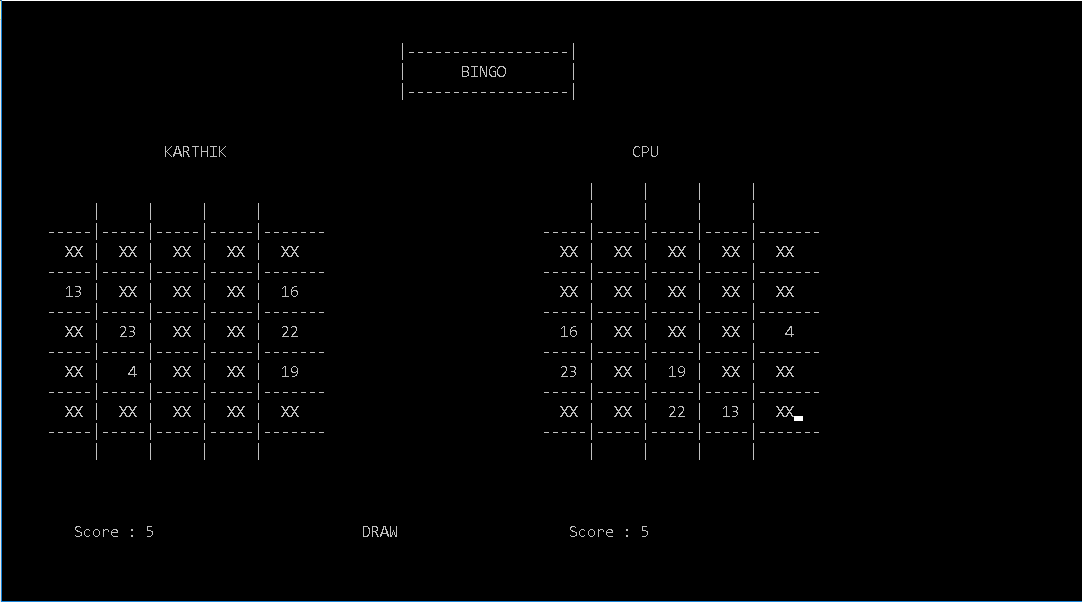 BINGO
KARTHIK CPU
XX XX XX XX XX XX XX XX XX XX
13 XX XX XX 16 XX XX XX XX XX
XX 23 XX XX 22 16 XX XX XX 4
XX 4 XX XX 19 23 XX 19 XX XX
XX XX XX XX XX XX XX 22 13 XX
Score : 5 DRAW Score : 5